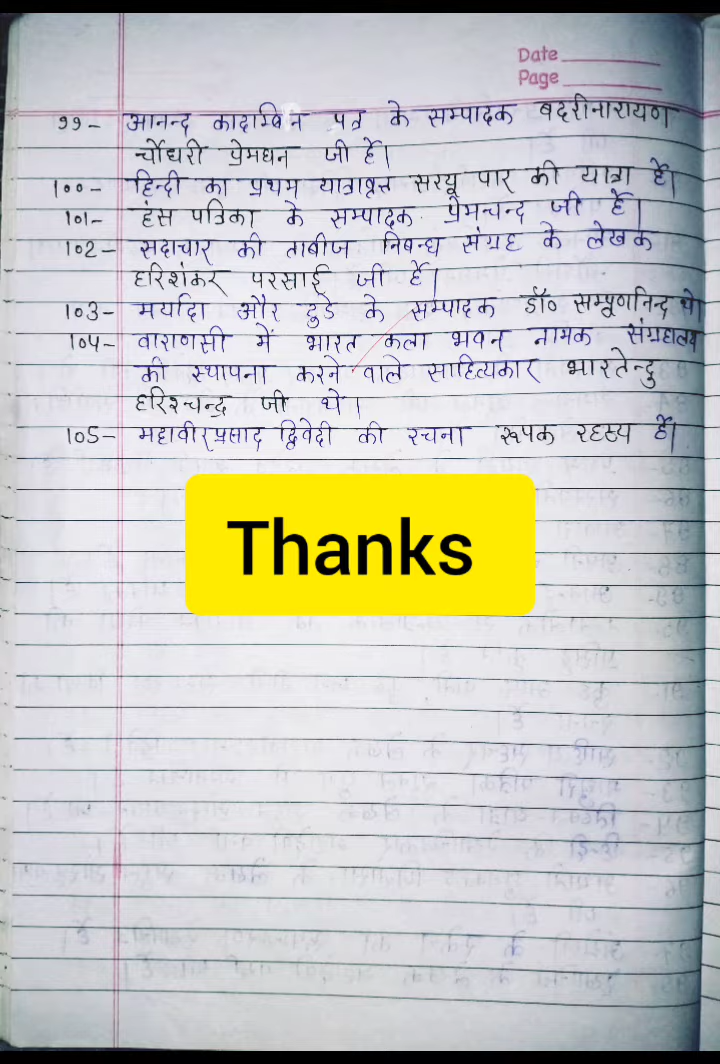 Date
Page
99- आनन्द कादाम्बिन पत्र के सम्पादक बदरीनारायण
चौधरी प्रेमधन जी हैं।
100- हिन्दी का प्रथम यात्रावृत्त सरयू पार की यात्रा है।
101- हंस पत्रिका के सम्पादक प्रेमचन्द जी हैं।
102- सदाचार की ताबीज निबन्ध संग्रह के लेखक
हरिशंकर परसाई जी हैं।
103- मर्यादा और टुडे के सम्पादक डॉ० सम्पूर्णानन्द थे।
104- वाराणसी में भारत कला भवन नामक संग्रहालय
की स्थापना करने वाले साहित्यकार भारतेन्दु
हरिश्चन्द्र जी थे।
105- महावीरप्रसाद द्विवेदी की रचना रूपक रहस्य है।
Thanks